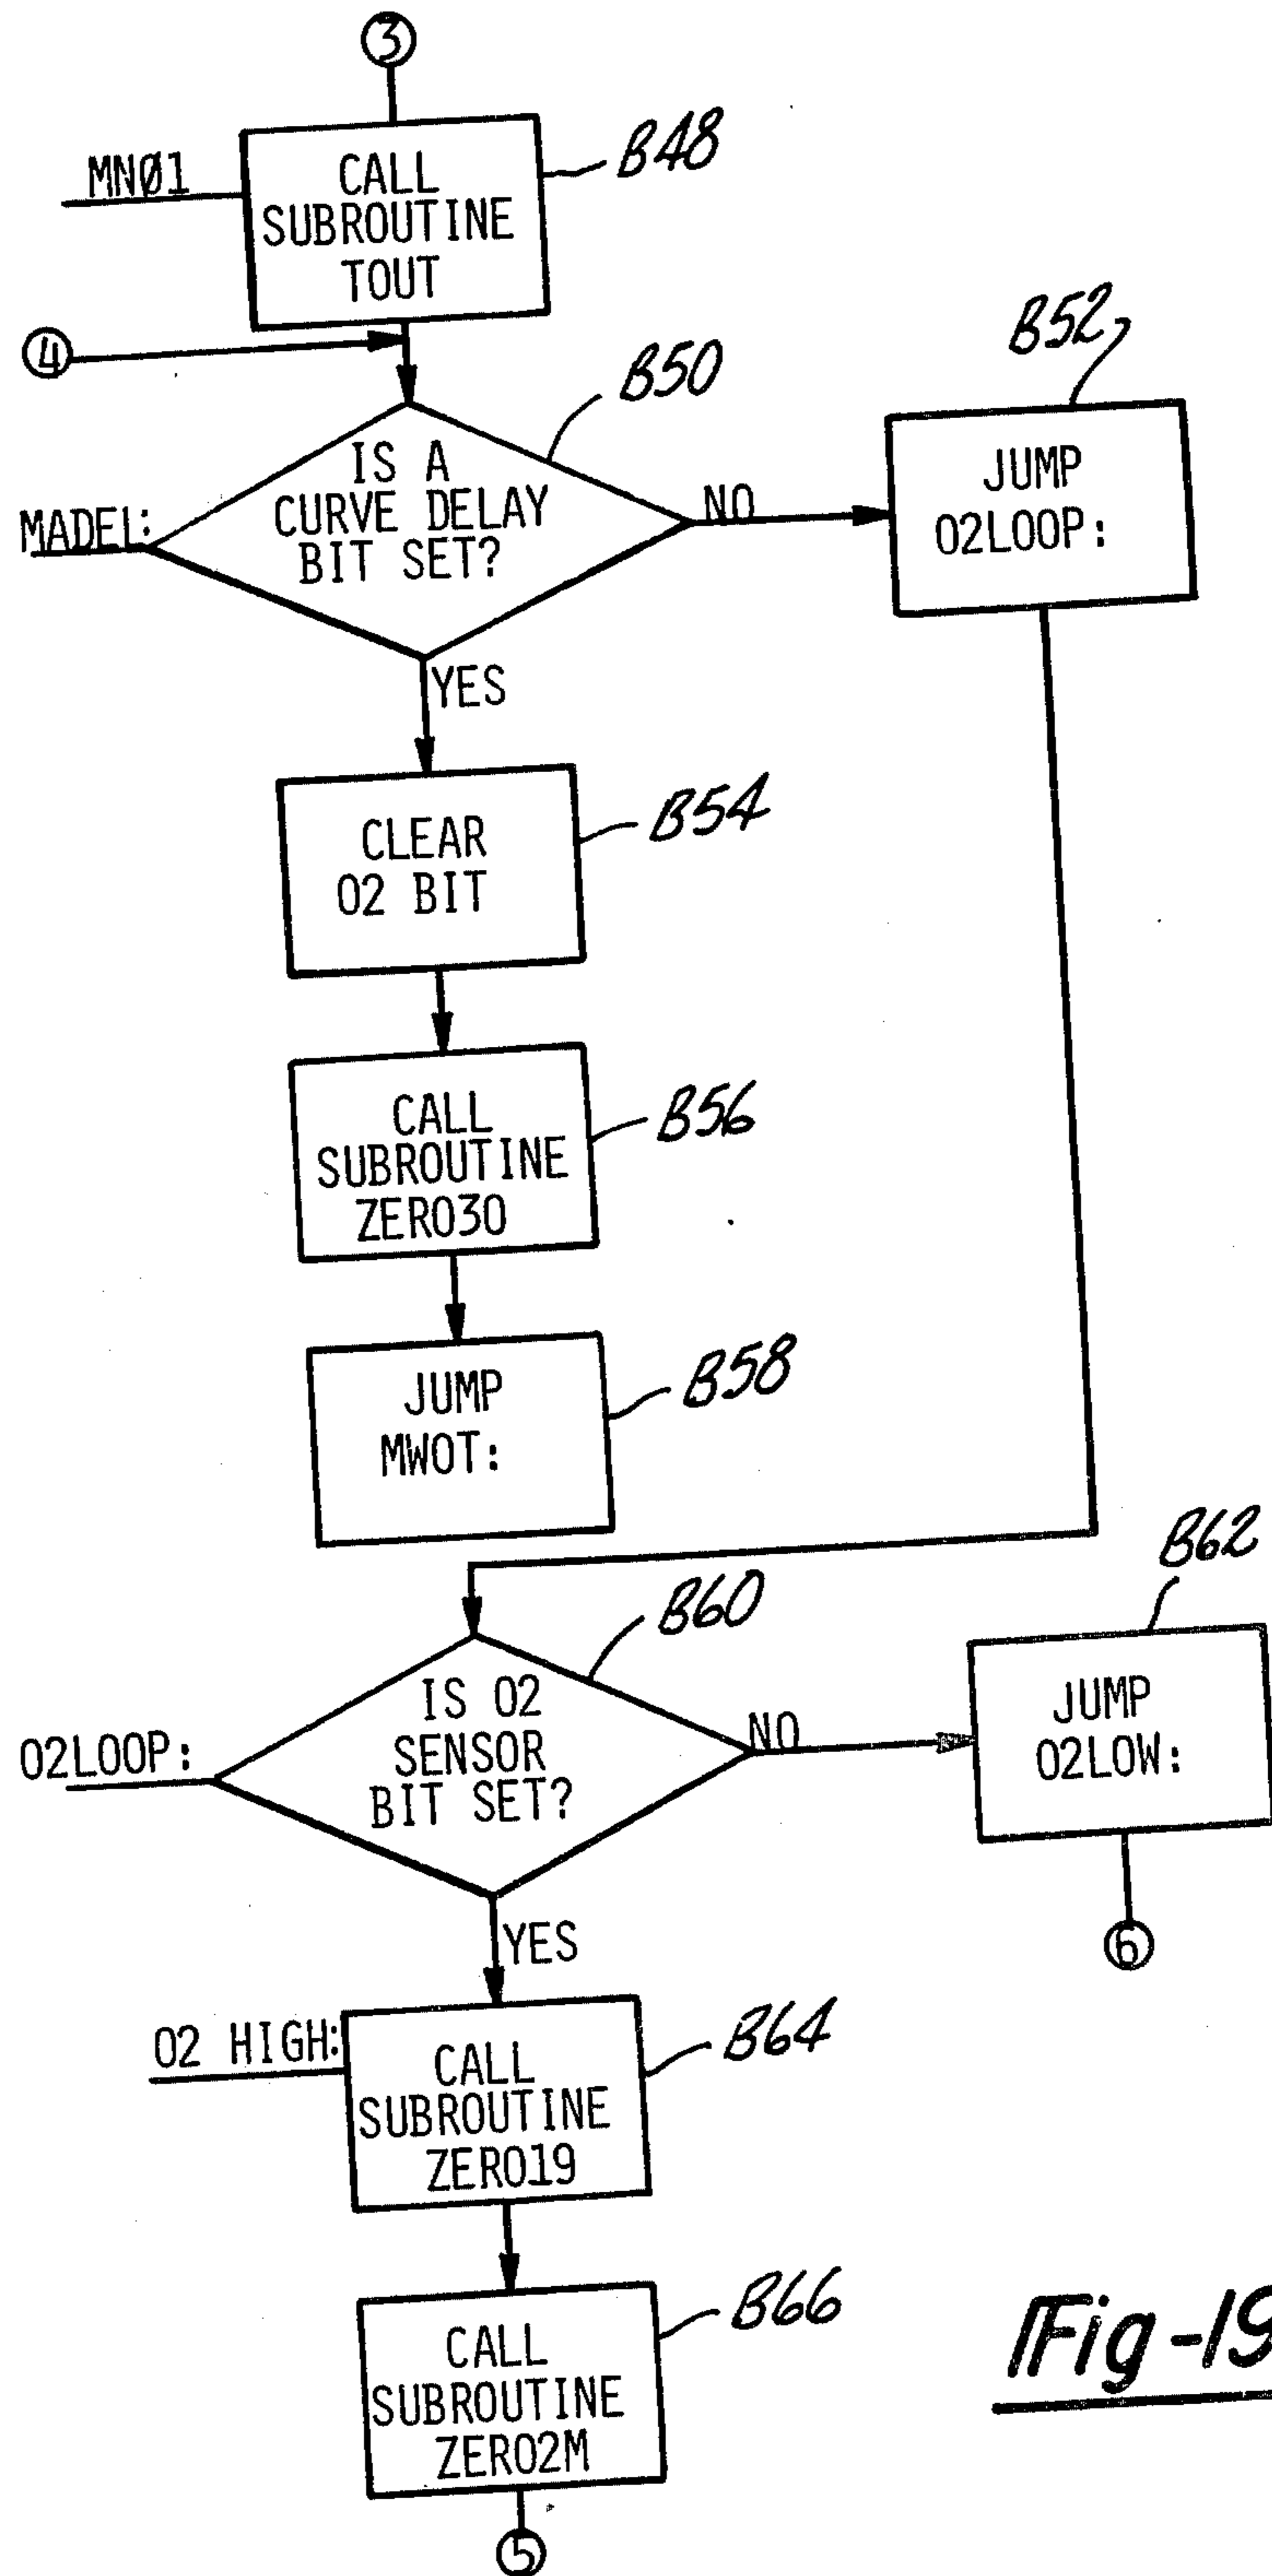 3
MNØ1
CALL
SUBROUTINE
TOUT
B48
4
B50
B52
MADEL:
IS A
CURVE DELAY
BIT SET?
NO
JUMP
O2LOOP:
YES
CLEAR
O2 BIT
B54
CALL
SUBROUTINE
ZERO30
B56
JUMP
MWOT:
B58
B60
B62
O2LOOP:
IS O2
SENSOR
BIT SET?
NO
JUMP
O2LOW:
6
YES
O2 HIGH:
CALL
SUBROUTINE
ZERO19
B64
CALL
SUBROUTINE
ZERO2M
B66
5